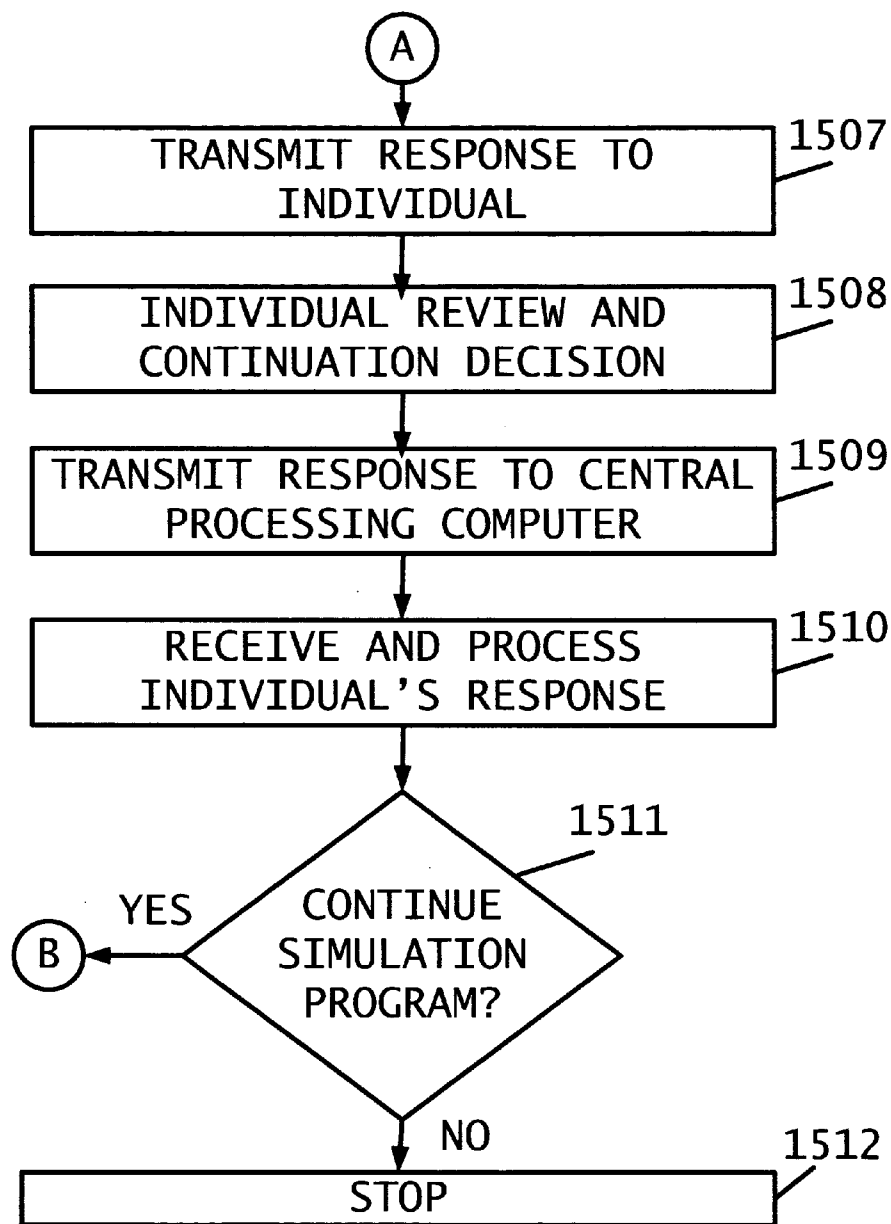 A
1507
TRANSMIT RESPONSE TO
INDIVIDUAL
1508
INDIVIDUAL REVIEW AND
CONTINUATION DECISION
1509
TRANSMIT RESPONSE TO CENTRAL
PROCESSING COMPUTER
1510
RECEIVE AND PROCESS
INDIVIDUAL'S RESPONSE
1511
YES
B
CONTINUE
SIMULATION
PROGRAM?
NO
1512
STOP